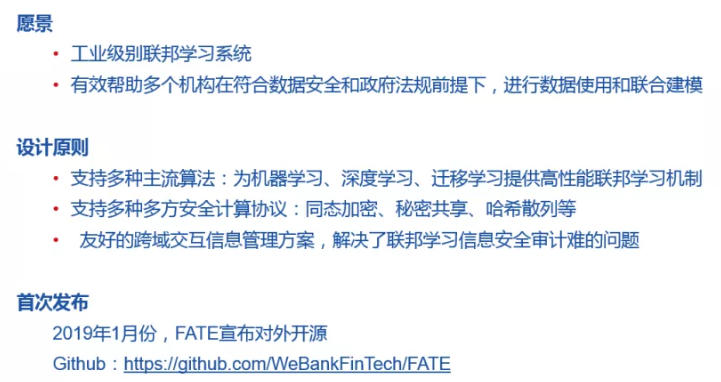 愿景
• 工业级别联邦学习系统
• 有效帮助多个机构在符合数据安全和政府法规前提下，进行数据使用和联合建模
设计原则
• 支持多种主流算法：为机器学习、深度学习、迁移学习提供高性能联邦学习机制
• 支持多种多方安全计算协议：同态加密、秘密共享、哈希散列等
• 友好的跨域交互信息管理方案，解决了联邦学习信息安全审计难的问题
首次发布
2019年1月份，FATE宣布对外开源
Github：https://github.com/WeBankFinTech/FATE